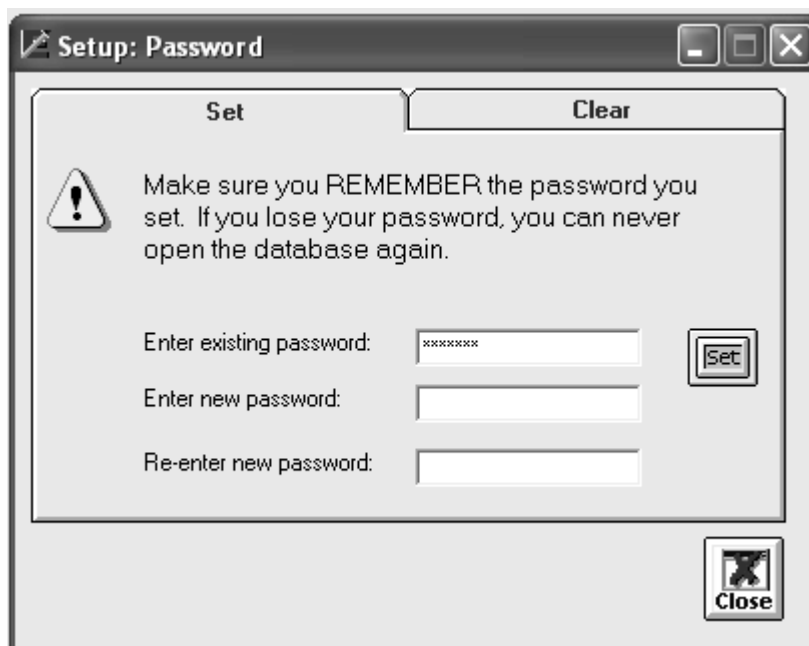 Setup: Password
Set
Clear
Make sure you REMEMBER the password you
set. If you lose your password, you can never
open the database again.
Enter existing password:
*******
Set
Enter new password:
Re-enter new password:
Close